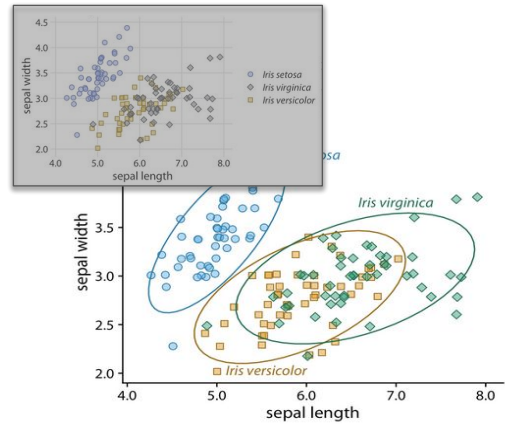 4.5
4.0
3.5
3.0
2.5
2.0
sepal width
4.0 5.0 6.0 7.0 8.0
sepal length
Iris setosa
Iris virginica
Iris versicolor
osa
Iris virginica
3.5
3.0
2.5
2.0
sepal width
Iris versicolor
4.0 5.0 6.0 7.0 8.0
sepal length